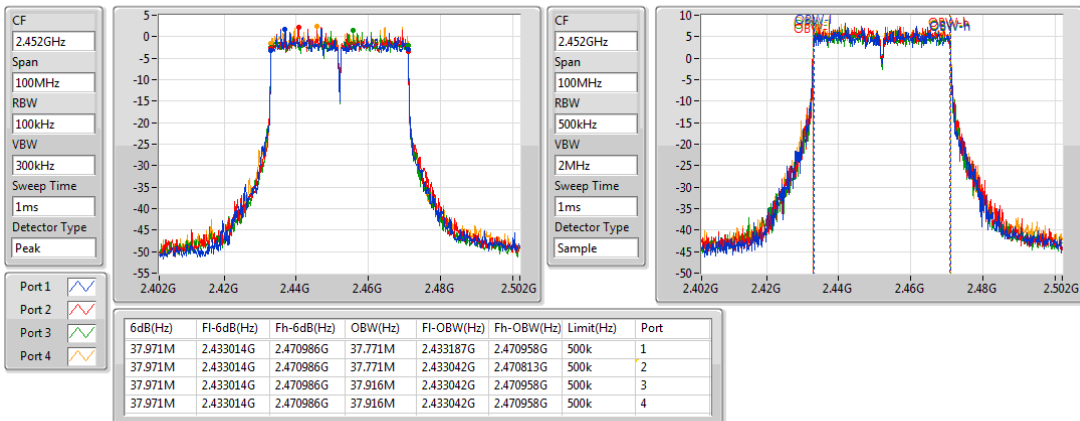 CF
2.452GHz
Span
100MHz
RBW
100kHz
VBW
300kHz
Sweep Time
1ms
Detector Type
Peak
5
0
-5
-10
-15
-20
-25
-30
-35
-40
-45
-50
-55
2.402G 2.42G 2.44G 2.46G 2.48G 2.502G
CF
2.452GHz
Span
100MHz
RBW
500kHz
VBW
2MHz
Sweep Time
1ms
Detector Type
Sample
10
5
0
-5
-10
-15
-20
-25
-30
-35
-40
-45
-50
OBW-l OBW-h
2.402G 2.42G 2.44G 2.46G 2.48G 2.502G
Port 1
Port 2
Port 3
Port 4
6dB(Hz) Fl-6dB(Hz) Fh-6dB(Hz) OBW(Hz) Fl-OBW(Hz) Fh-OBW(Hz) Limit(Hz) Port
37.971M 2.433014G 2.470986G 37.771M 2.433187G 2.470958G 500k 1
37.971M 2.433014G 2.470986G 37.771M 2.433042G 2.470813G 500k 2
37.971M 2.433014G 2.470986G 37.916M 2.433042G 2.470958G 500k 3
37.971M 2.433014G 2.470986G 37.916M 2.433042G 2.470958G 500k 4